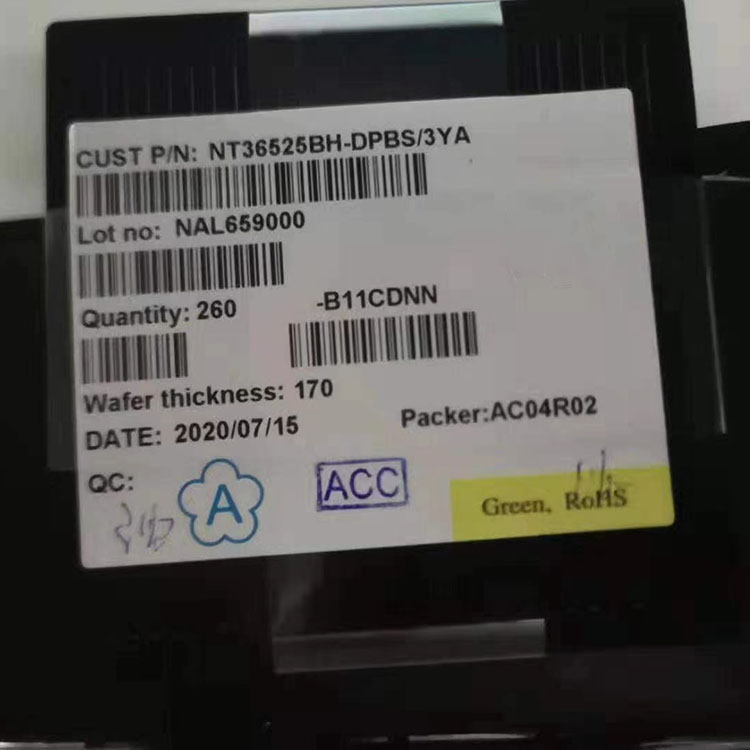 CUST P/N: NT36525BH-DPBS/3YA
Lot no: NAL659000
Quantity: 260
-B11CDNN
Wafer thickness: 170
DATE: 2020/07/15
Packer:AC04R02
QC:
A
ACC
Green, RoHS